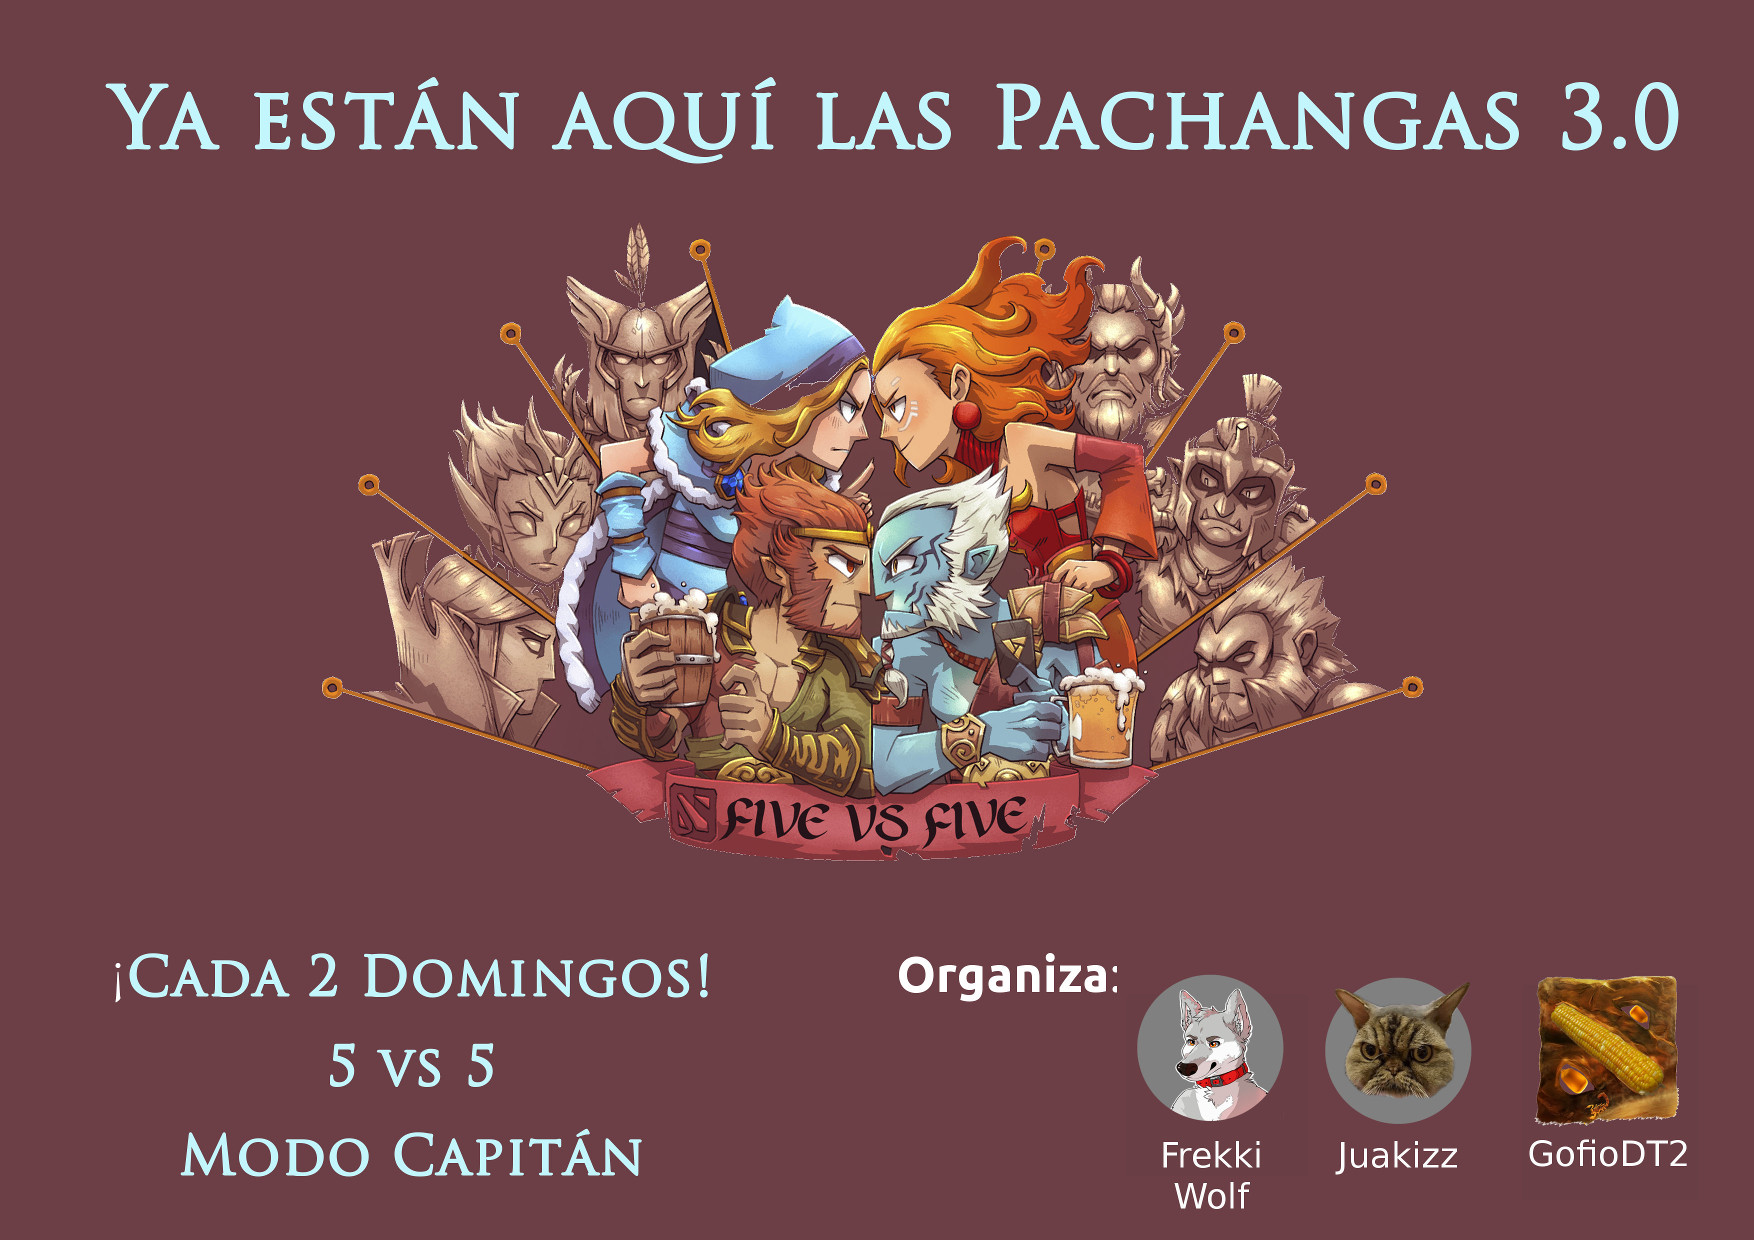 Ya están aquí las Pachangas 3.0
FIVE VS FIVE
¡Cada 2 Domingos!
5 vs 5
Modo Capitán
Organiza:
Frekki
Wolf
Juakizz
GofioDT2